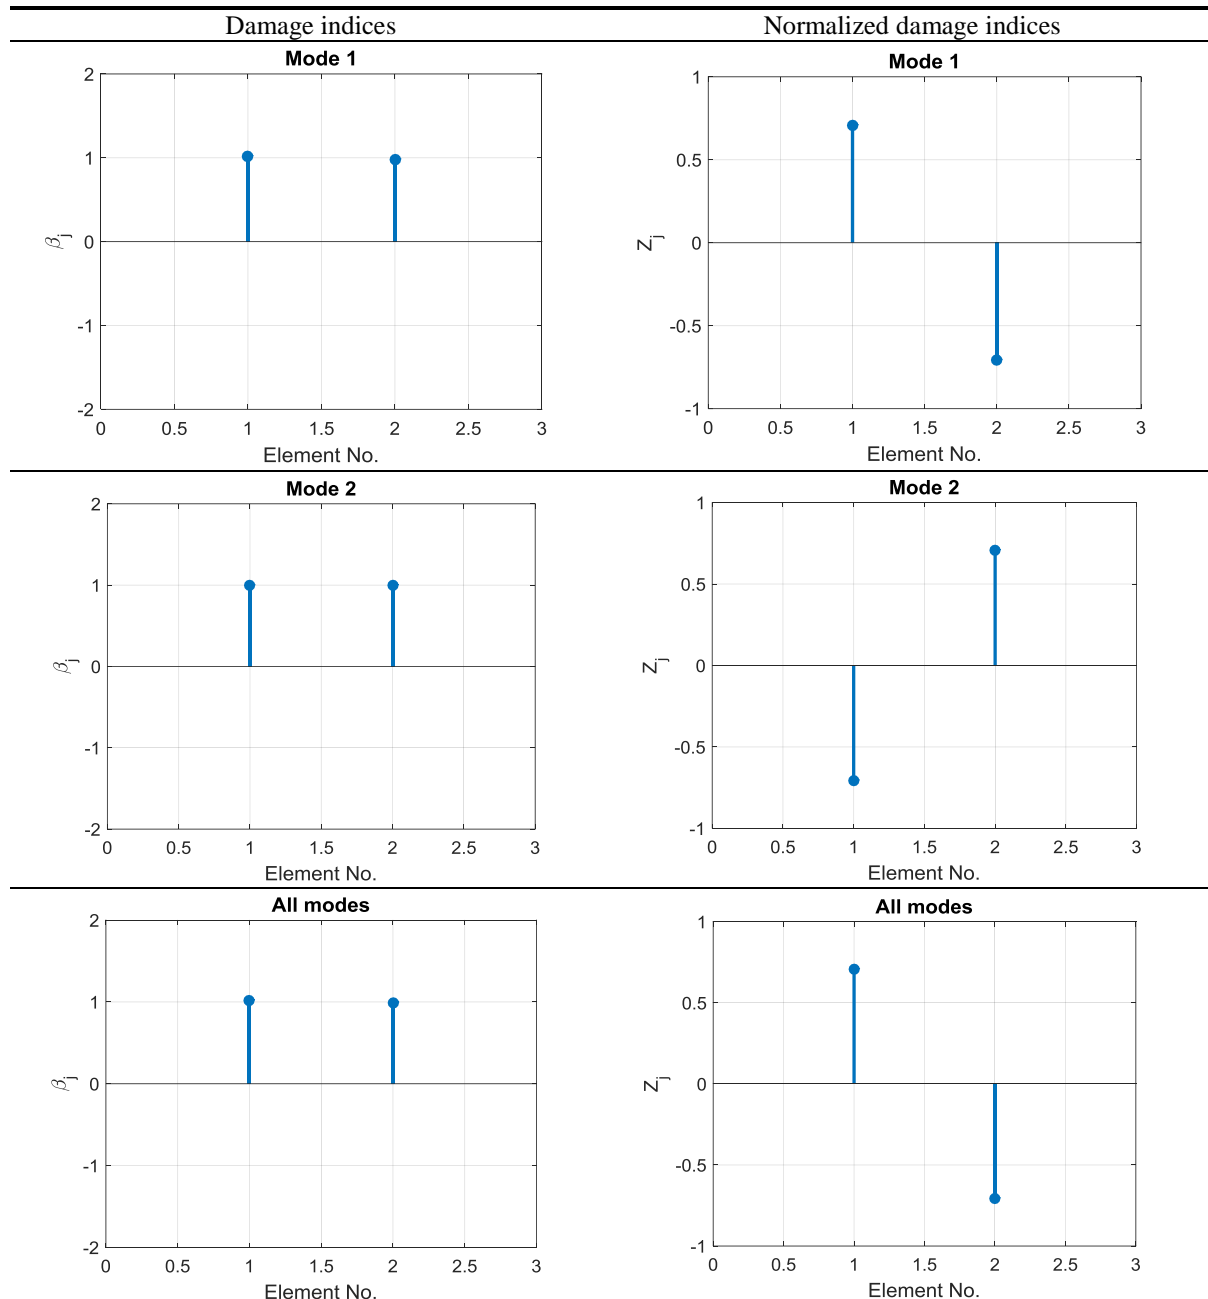 Damage indices
Normalized damage indices
Mode 1
2
1
0
-1
-2
0 0.5 1 1.5 2 2.5 3
β_j
Element No.
Mode 1
1
0.5
0
-0.5
-1
0 0.5 1 1.5 2 2.5 3
Z_j
Element No.
Mode 2
2
1
0
-1
-2
0 0.5 1 1.5 2 2.5 3
β_j
Element No.
Mode 2
1
0.5
0
-0.5
-1
0 0.5 1 1.5 2 2.5 3
Z_j
Element No.
All modes
2
1
0
-1
-2
0 0.5 1 1.5 2 2.5 3
β_j
Element No.
All modes
1
0.5
0
-0.5
-1
0 0.5 1 1.5 2 2.5 3
Z_j
Element No.